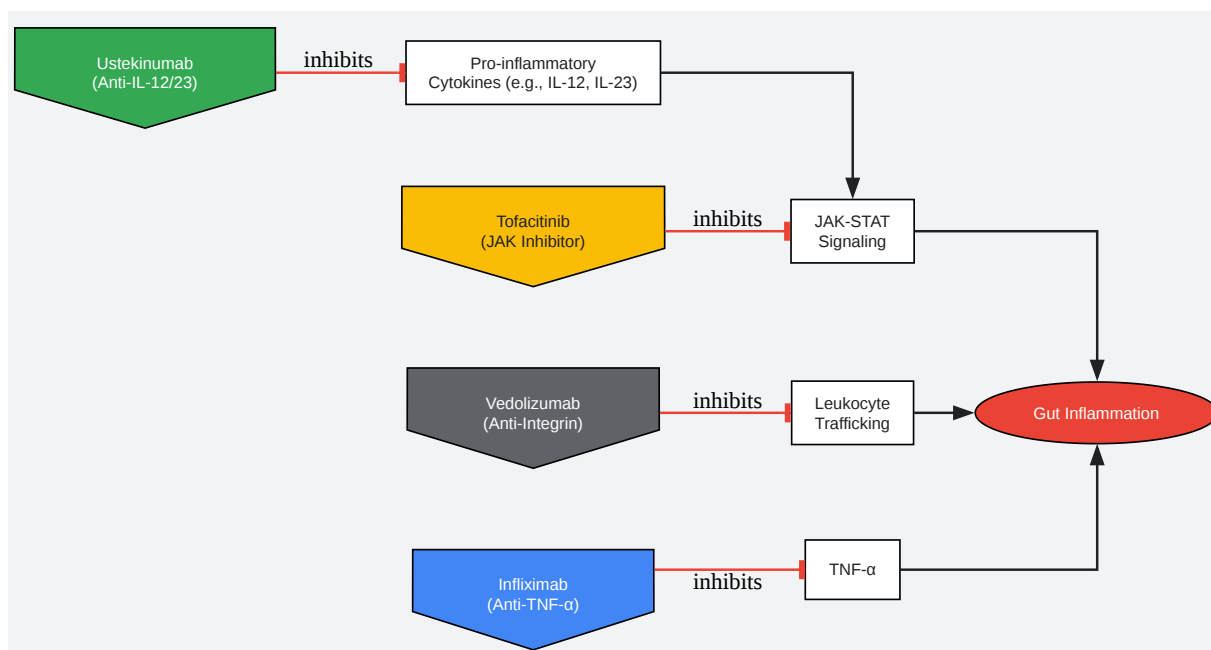 Ustekinumab
(Anti-IL-12/23)
inhibits
Pro-inflammatory
Cytokines (e.g., IL-12, IL-23)
Tofacitinib
(JAK Inhibitor)
inhibits
JAK-STAT
Signaling
Vedolizumab
(Anti-Integrin)
inhibits
Leukocyte
Trafficking
Gut Inflammation
Infliximab
(Anti-TNF-α)
inhibits
TNF-α